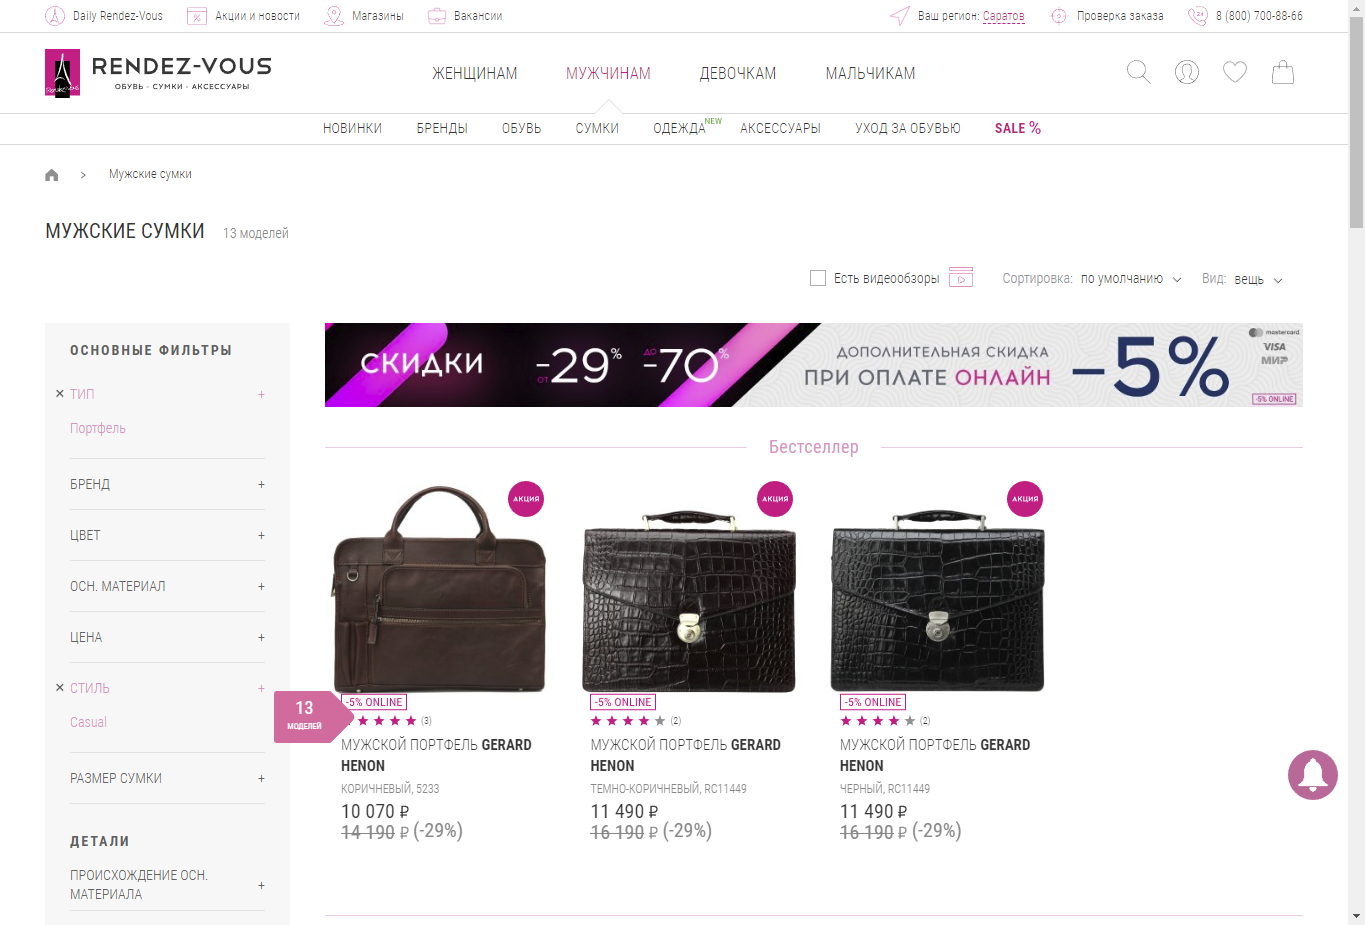 Daily Rendez-Vous
Акции и новости
Магазины
Вакансии
Ваш регион: Саратов
Проверка заказа
8 (800) 700-88-66
RENDEZ-VOUS
ОБУВЬ · СУМКИ · АКСЕССУАРЫ
ЖЕНЩИНАМ
МУЖЧИНАМ
ДЕВОЧКАМ
МАЛЬЧИКАМ
НОВИНКИ
БРЕНДЫ
ОБУВЬ
СУМКИ
ОДЕЖДА NEW
АКСЕССУАРЫ
УХОД ЗА ОБУВЬЮ
SALE %
Мужские сумки
МУЖСКИЕ СУМКИ 13 моделей
Есть видеообзоры
Сортировка: по умолчанию
Вид: вещь
ОСНОВНЫЕ ФИЛЬТРЫ
× ТИП +
Портфель
БРЕНД +
ЦВЕТ +
ОСН. МАТЕРИАЛ +
ЦЕНА +
× СТИЛЬ +
Casual
РАЗМЕР СУМКИ +
ДЕТАЛИ
ПРОИСХОЖДЕНИЕ ОСН. +
МАТЕРИАЛА
13
МОДЕЛЕЙ
СКИДКИ
ОТ -29% ДО -70%
ДОПОЛНИТЕЛЬНАЯ СКИДКА
ПРИ ОПЛАТЕ ОНЛАЙН
-5%
mastercard
VISA
МИР
-5% ONLINE
Бестселлер
АКЦИЯ
-5% ONLINE
(3)
МУЖСКОЙ ПОРТФЕЛЬ GERARD
HENON
КОРИЧНЕВЫЙ, 5233
10 070 ₽
14 190 ₽ (-29%)
АКЦИЯ
-5% ONLINE
(2)
МУЖСКОЙ ПОРТФЕЛЬ GERARD
HENON
ТЕМНО-КОРИЧНЕВЫЙ, RC11449
11 490 ₽
16 190 ₽ (-29%)
АКЦИЯ
-5% ONLINE
(2)
МУЖСКОЙ ПОРТФЕЛЬ GERARD
HENON
ЧЕРНЫЙ, RC11449
11 490 ₽
16 190 ₽ (-29%)